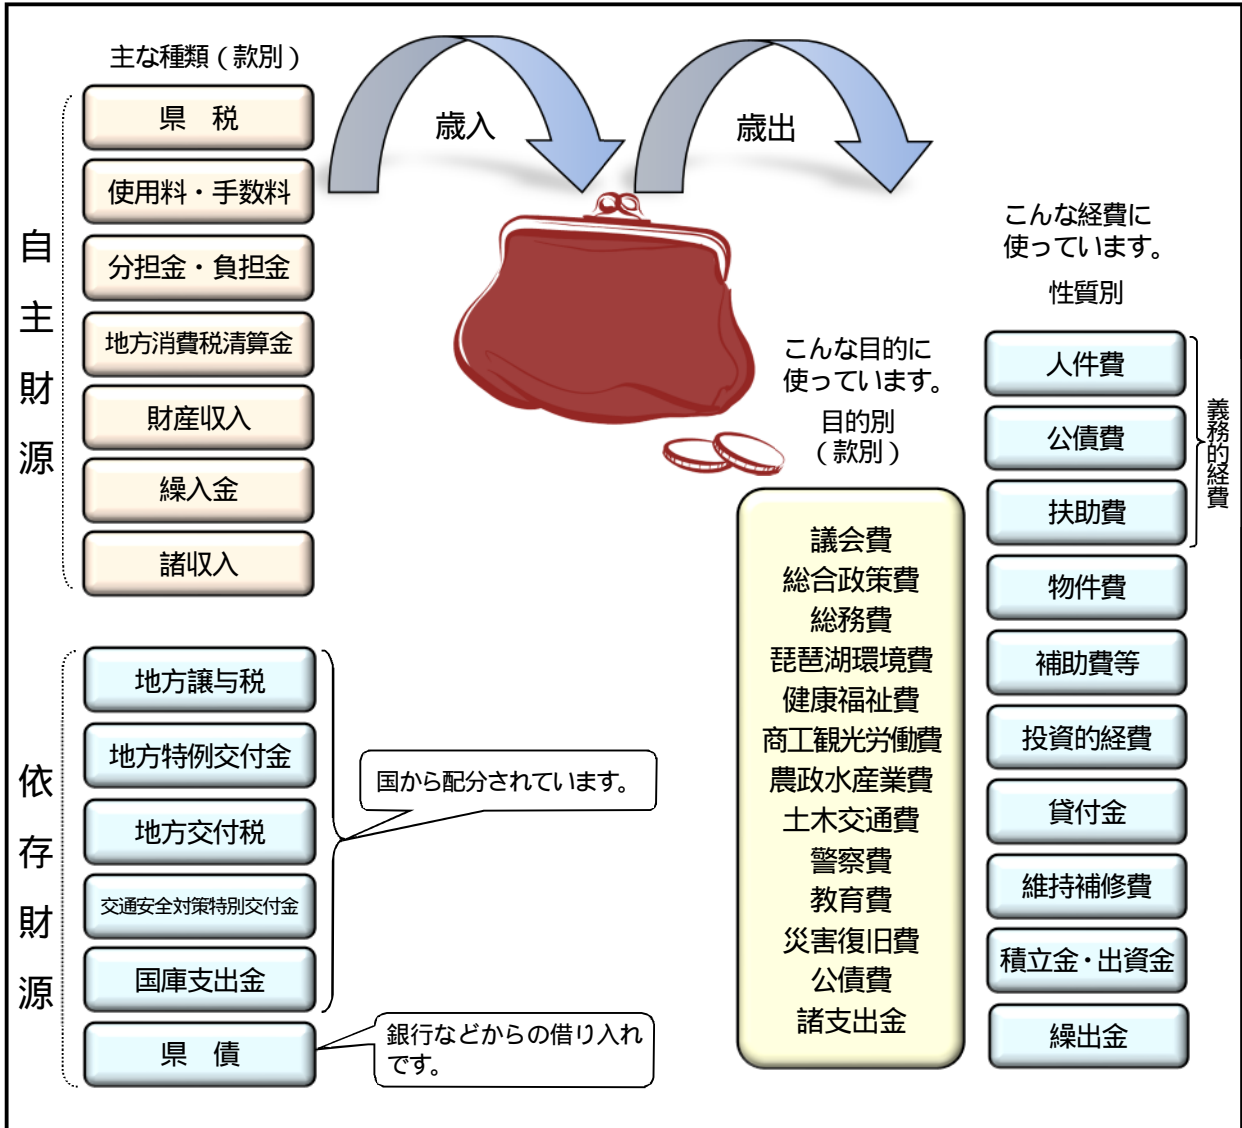 主な種類（款別）
歳入
歳出
自主財源
県　税
使用料・手数料
分担金・負担金
地方消費税清算金
財産収入
繰入金
諸収入
依存財源
地方譲与税
地方特例交付金
地方交付税
交通安全対策特別交付金
国庫支出金
県　債
国から配分されています。
銀行などからの借り入れ
です。
こんな目的に
使っています。
目的別
（款別）
議会費
総合政策費
総務費
琵琶湖環境費
健康福祉費
商工観光労働費
農政水産業費
土木交通費
警察費
教育費
災害復旧費
公債費
諸支出金
こんな経費に
使っています。
性質別
人件費
公債費
扶助費
義務的経費
物件費
補助費等
投資的経費
貸付金
維持補修費
積立金・出資金
繰出金